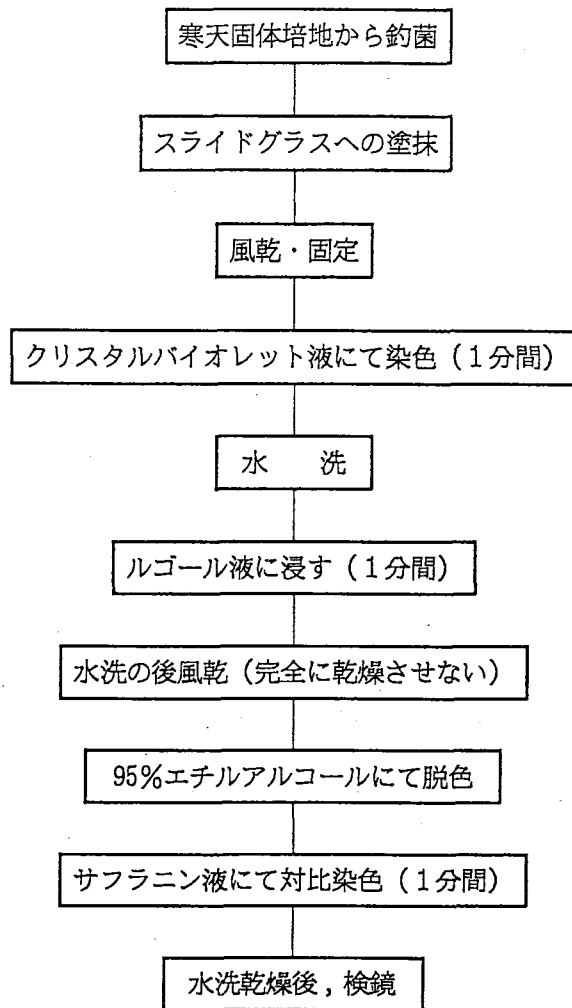 寒天固体培地から釣菌
スライドグラスへの塗抹
風乾・固定
クリスタルバイオレット液にて染色(1分間)
水　洗
ルゴール液に浸す(1分間)
水洗の後風乾(完全に乾燥させない)
95%エチルアルコールにて脱色
サフラニン液にて対比染色(1分間)
水洗乾燥後,検鏡